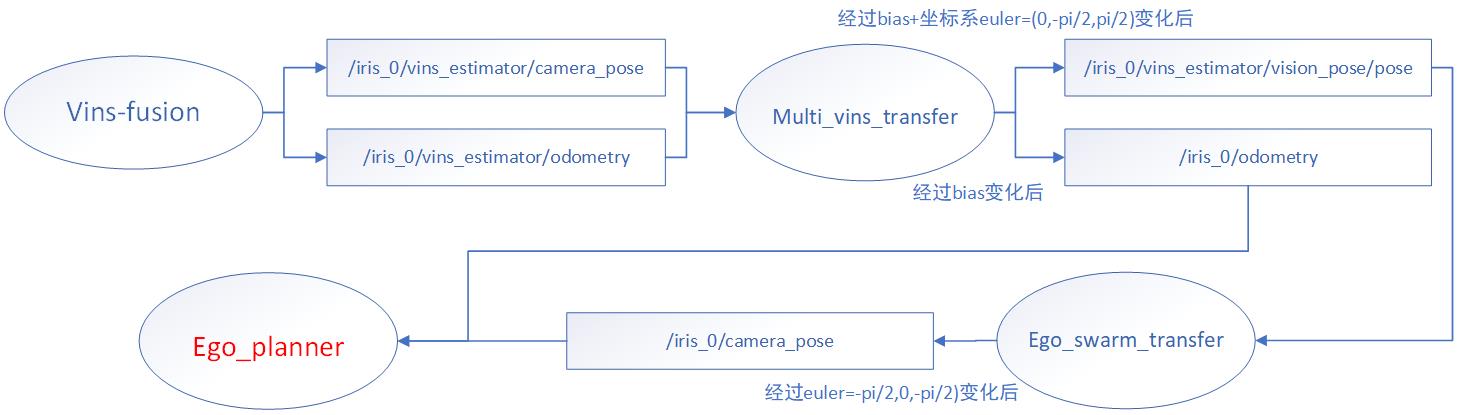 经过bias+坐标系euler=(0,-pi/2,pi/2)变化后
/iris_0/vins_estimator/camera_pose
/iris_0/vins_estimator/vision_pose/pose
Vins-fusion
Multi_vins_transfer
/iris_0/vins_estimator/odometry
/iris_0/odometry
经过bias变化后
Ego_planner
/iris_0/camera_pose
Ego_swarm_transfer
经过euler=-pi/2,0,-pi/2)变化后